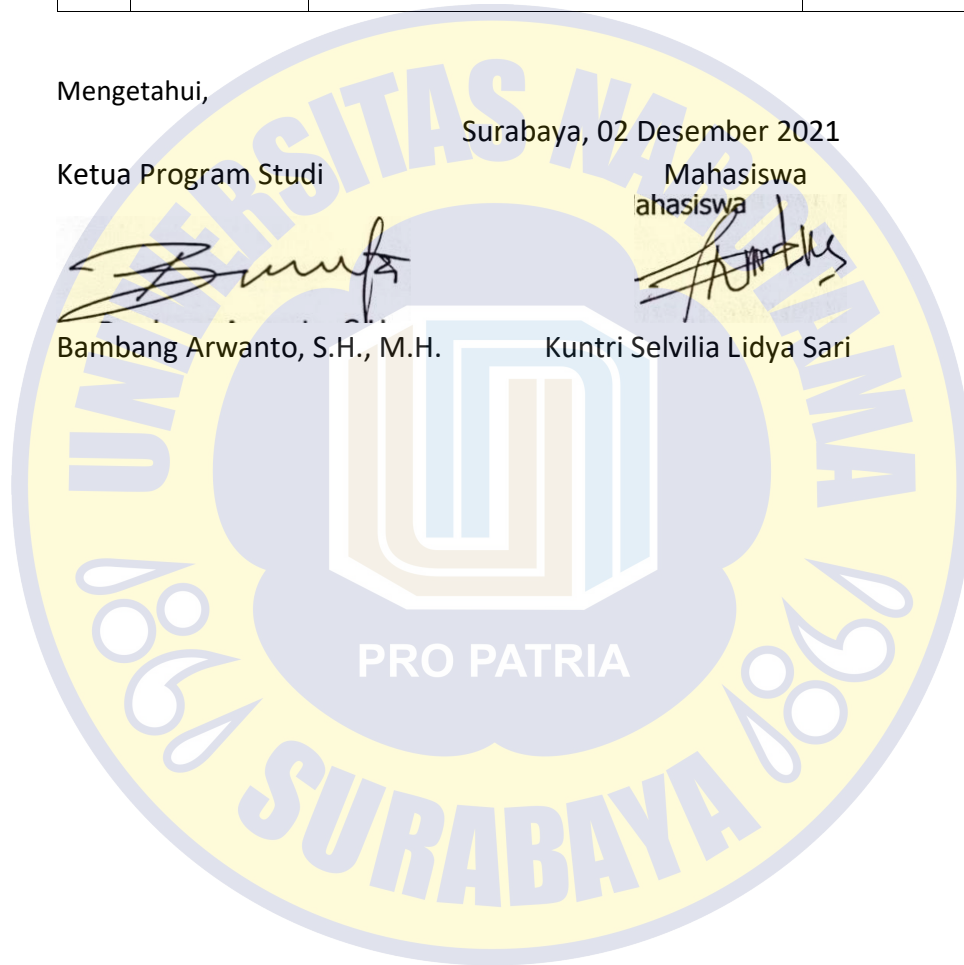 Mengetahui,
Surabaya, 02 Desember 2021
Ketua Program Studi
Mahasiswa
ahasiswa
Bambang Arwanto, S.H., M.H.
Kuntri Selvilia Lidya Sari
UNIVERSITAS NAROTAMA
PRO PATRIA
SURABAYA